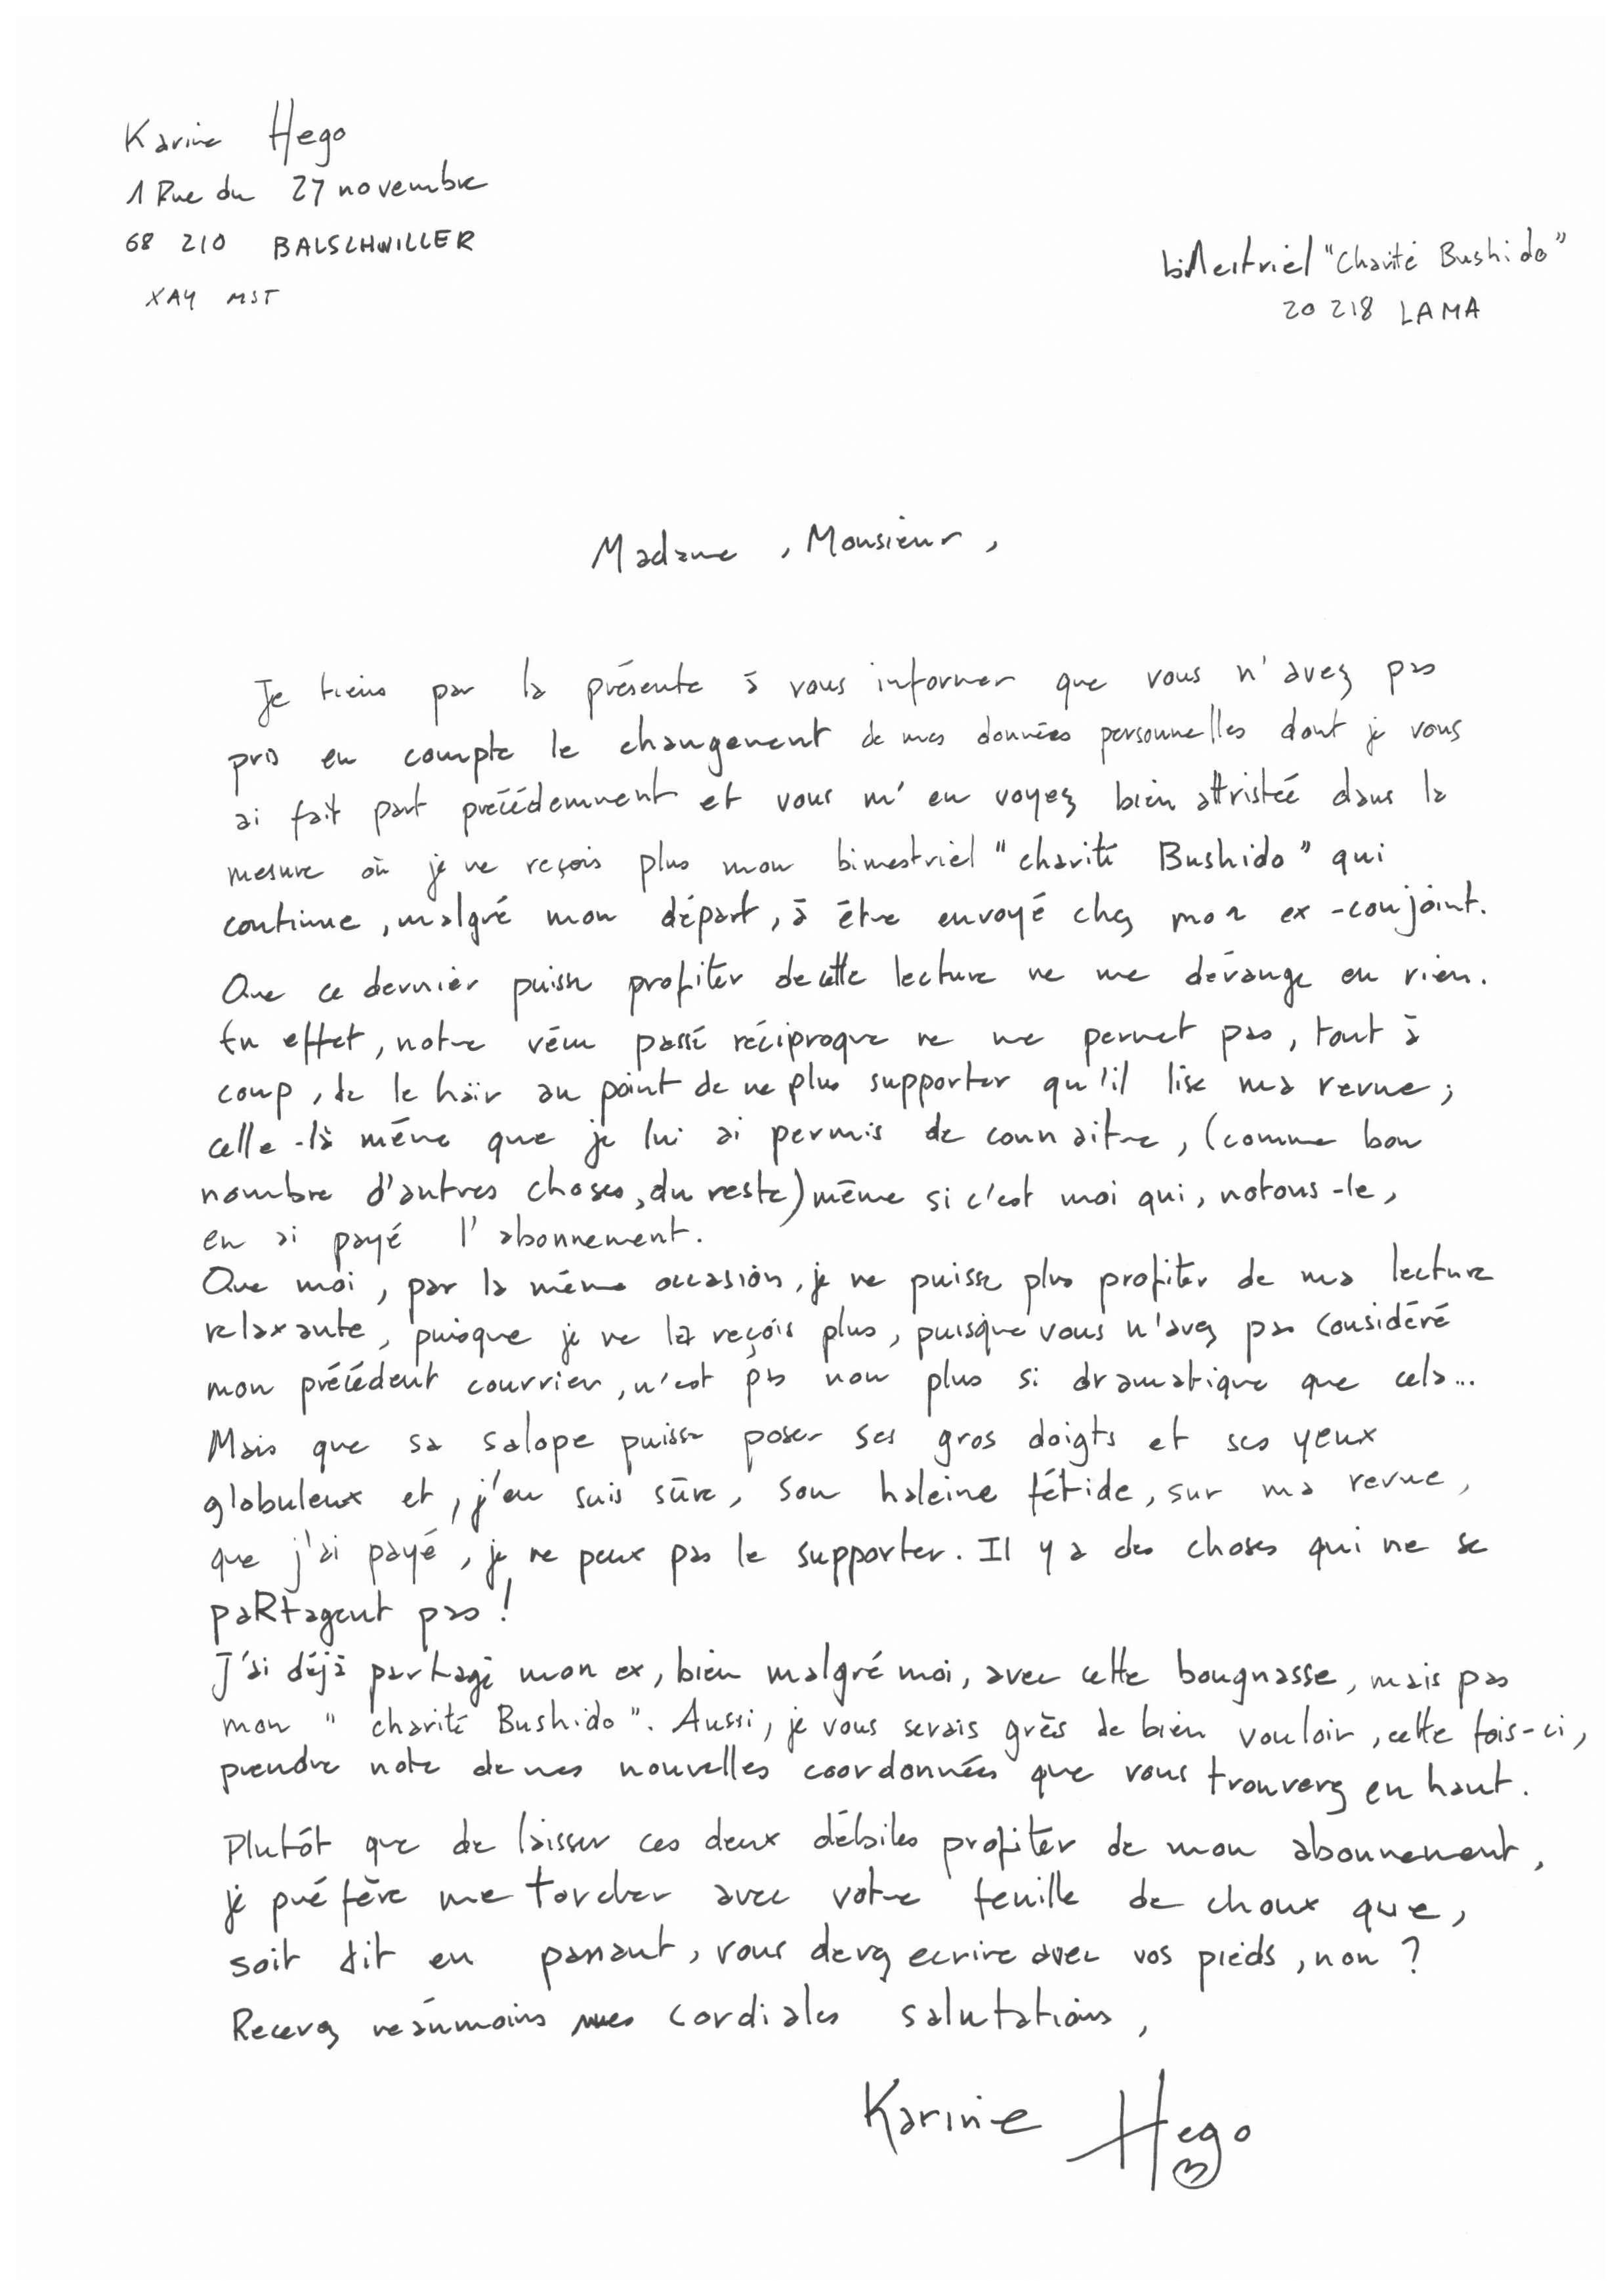 Karine Hego
1 Rue du 27 novembre
68 210 BALSCHWILLER
XAY MST
bimestriel "Charité Bushido"
20 218 LAMA
Madame, Monsieur,
Je tiens par la présente à vous informer que vous n'avez pas
pris en compte le changement de mes données personnelles dont je vous
ai fait part précédemment et vous m'en voyez bien attristée dans la
mesure où je ne reçois plus mon bimestriel "charité Bushido" qui
continue, malgré mon départ, à être envoyé chez mon ex-conjoint.
Que ce dernier puisse profiter de cette lecture ne me dérange en rien.
En effet, notre vécu passé réciproque ne me permet pas, tout à
coup, de le haïr au point de ne plus supporter qu'il lise ma revue;
celle-là même que je lui ai permis de connaitre, (comme bon
nombre d'autres choses, du reste) même si c'est moi qui, notons-le,
en ai payé l'abonnement.
Que moi, par la même occasion, je ne puisse plus profiter de ma lecture
relaxante, puisque je ne la reçois plus, puisque vous n'avez pas considéré
mon précédent courrier, n'est pas non plus si dramatique que cela...
Mais que sa salope puisse poser ses gros doigts et ses yeux
globuleux et, j'en suis sûre, son haleine fétide, sur ma revue,
que j'ai payé, je ne peux pas le supporter. Il y a des choses qui ne se
paRtagent pas!
J'ai déjà partagé mon ex, bien malgré moi, avec cette bougnasse, mais pas
mon "charité Bushido". Aussi, je vous serais grès de bien vouloir, cette fois-ci,
prendre note de mes nouvelles coordonnées que vous trouverez en haut.
Plutôt que de laisser ces deux débiles profiter de mon abonnement,
je préfère me torcher avec votre feuille de choux que,
soit dit en passant, vous devez ecrire avec vos pieds, non?
Recevez néanmoins mes cordiales salutations,
Karine Hego